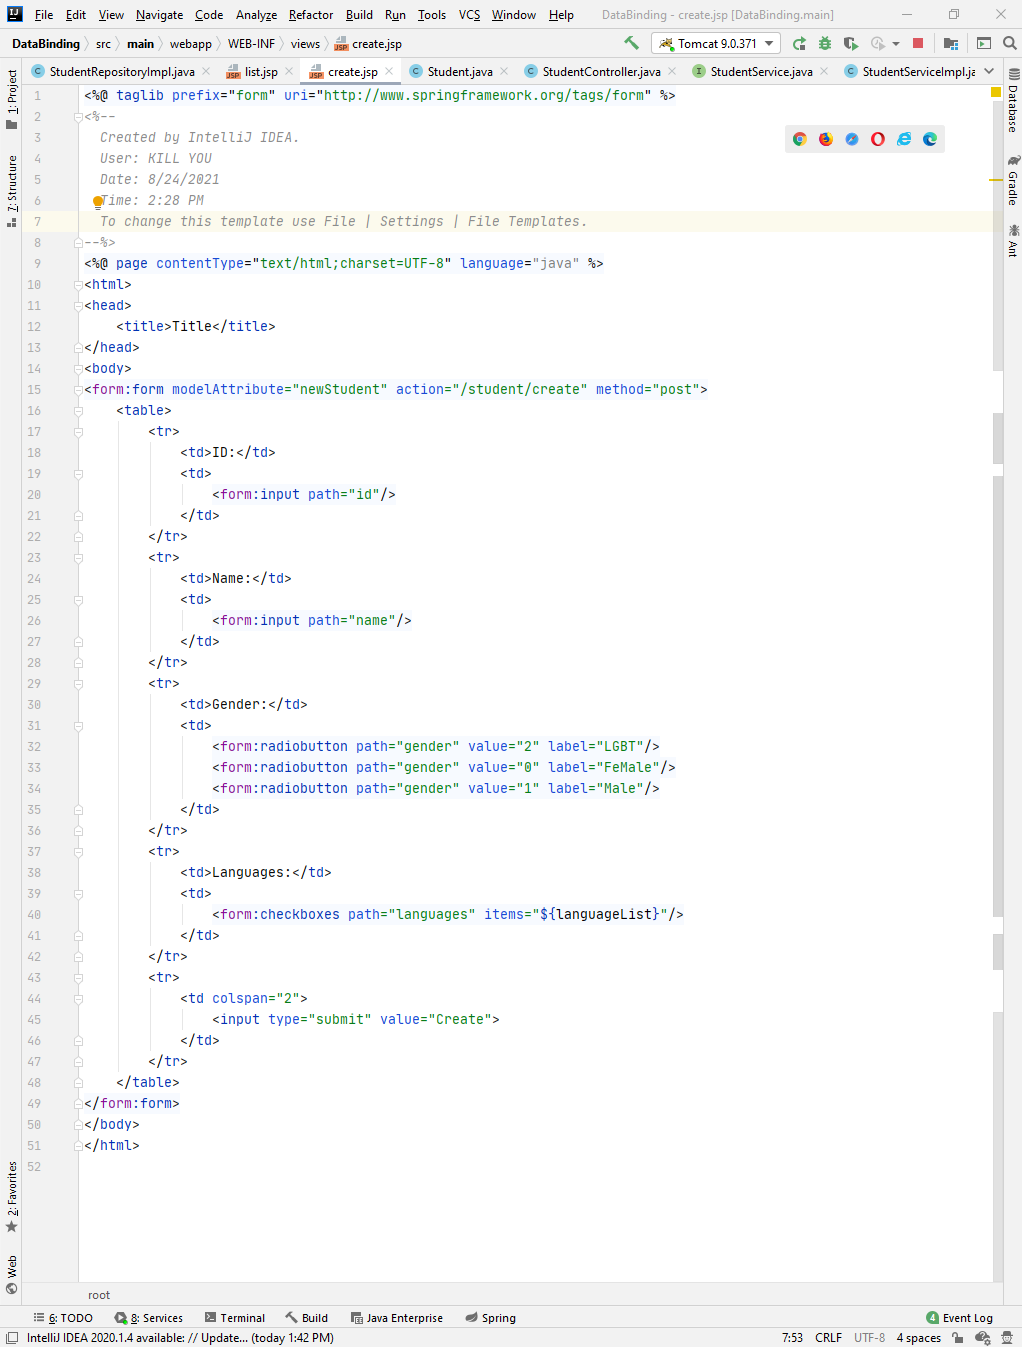 File Edit View Navigate Code Analyze Refactor Build Run Tools VCS Window Help DataBinding - create.jsp [DataBinding.main]
DataBinding src main webapp WEB-INF views create.jsp Tomcat 9.0.371
StudentRepositoryImpl.java list.jsp create.jsp Student.java StudentController.java StudentService.java StudentServiceImpl.ja
1: Project
7: Structure
2: Favorites
Web
Database
Gradle
Ant
1 <%@ taglib prefix="form" uri="http://www.springframework.org/tags/form" %>
2 <%--
3 Created by IntelliJ IDEA.
4 User: KILL YOU
5 Date: 8/24/2021
6 Time: 2:28 PM
7 To change this template use File | Settings | File Templates.
8 --%>
9 <%@ page contentType="text/html;charset=UTF-8" language="java" %>
10 <html>
11 <head>
12 <title>Title</title>
13 </head>
14 <body>
15 <form:form modelAttribute="newStudent" action="/student/create" method="post">
16 <table>
17 <tr>
18 <td>ID:</td>
19 <td>
20 <form:input path="id"/>
21 </td>
22 </tr>
23 <tr>
24 <td>Name:</td>
25 <td>
26 <form:input path="name"/>
27 </td>
28 </tr>
29 <tr>
30 <td>Gender:</td>
31 <td>
32 <form:radiobutton path="gender" value="2" label="LGBT"/>
33 <form:radiobutton path="gender" value="0" label="FeMale"/>
34 <form:radiobutton path="gender" value="1" label="Male"/>
35 </td>
36 </tr>
37 <tr>
38 <td>Languages:</td>
39 <td>
40 <form:checkboxes path="languages" items="${languageList}"/>
41 </td>
42 </tr>
43 <tr>
44 <td colspan="2">
45 <input type="submit" value="Create">
46 </td>
47 </tr>
48 </table>
49 </form:form>
50 </body>
51 </html>
52
root
6: TODO 8: Services Terminal Build Java Enterprise Spring 4 Event Log
IntelliJ IDEA 2020.1.4 available: // Update... (today 1:42 PM) 7:53 CRLF UTF-8 4 spaces